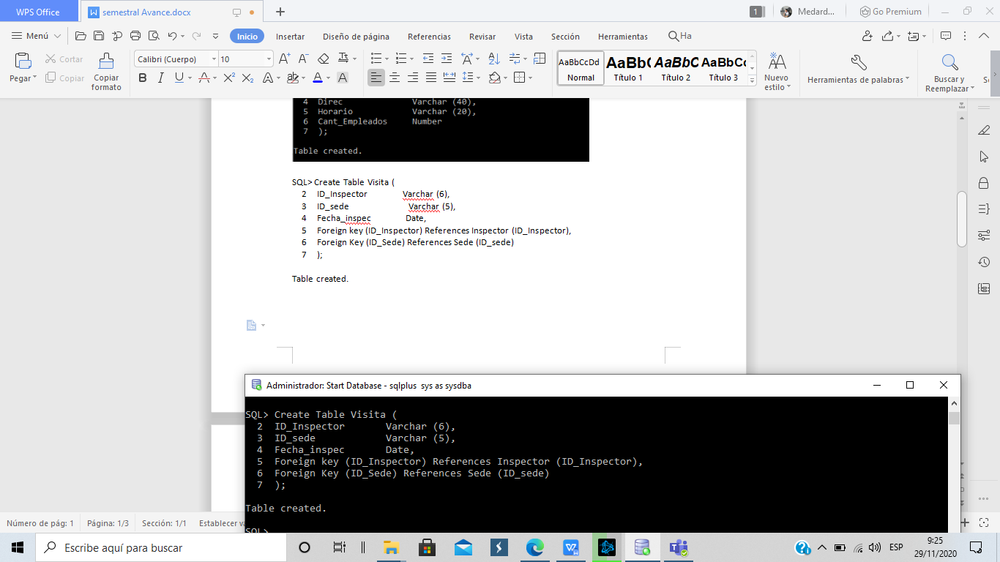 WPS Office
semestral Avance.docx
1
Medard...
Go Premium
Menú
Inicio
Insertar
Diseño de página
Referencias
Revisar
Vista
Sección
Herramientas
Ha
Pegar
Cortar
Copiar
Copiar
formato
Calibri (Cuerpo)
10
AaBbCcDd
Normal
Título 1
Título 2
Título 3
Nuevo
estilo
Herramientas de palabras
Buscar y
Reemplazar
4 Direc Varchar (40),
5 Horario Varchar (20),
6 Cant_Empleados Number
7 );
Table created.
SQL> Create Table Visita (
2 ID_Inspector Varchar (6),
3 ID_sede Varchar (5),
4 Fecha_inspec Date,
5 Foreign key (ID_Inspector) References Inspector (ID_Inspector),
6 Foreign Key (ID_Sede) References Sede (ID_sede)
7 );
Table created.
Administrador: Start Database - sqlplus sys as sysdba
SQL> Create Table Visita (
2 ID_Inspector Varchar (6),
3 ID_sede Varchar (5),
4 Fecha_inspec Date,
5 Foreign key (ID_Inspector) References Inspector (ID_Inspector),
6 Foreign Key (ID_Sede) References Sede (ID_sede)
7 );
Table created.
SQL>
Número de pág: 1
Página: 1/3
Sección: 1/1
Establecer
Escribe aquí para buscar
ESP
9:25
29/11/2020